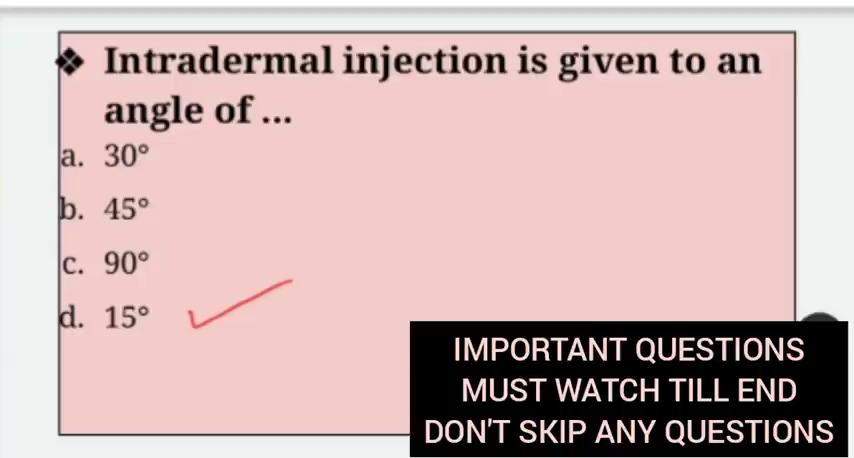 ❖ Intradermal injection is given to an
angle of ...
a. 30°
b. 45°
c. 90°
d. 15°
IMPORTANT QUESTIONS
MUST WATCH TILL END
DON'T SKIP ANY QUESTIONS